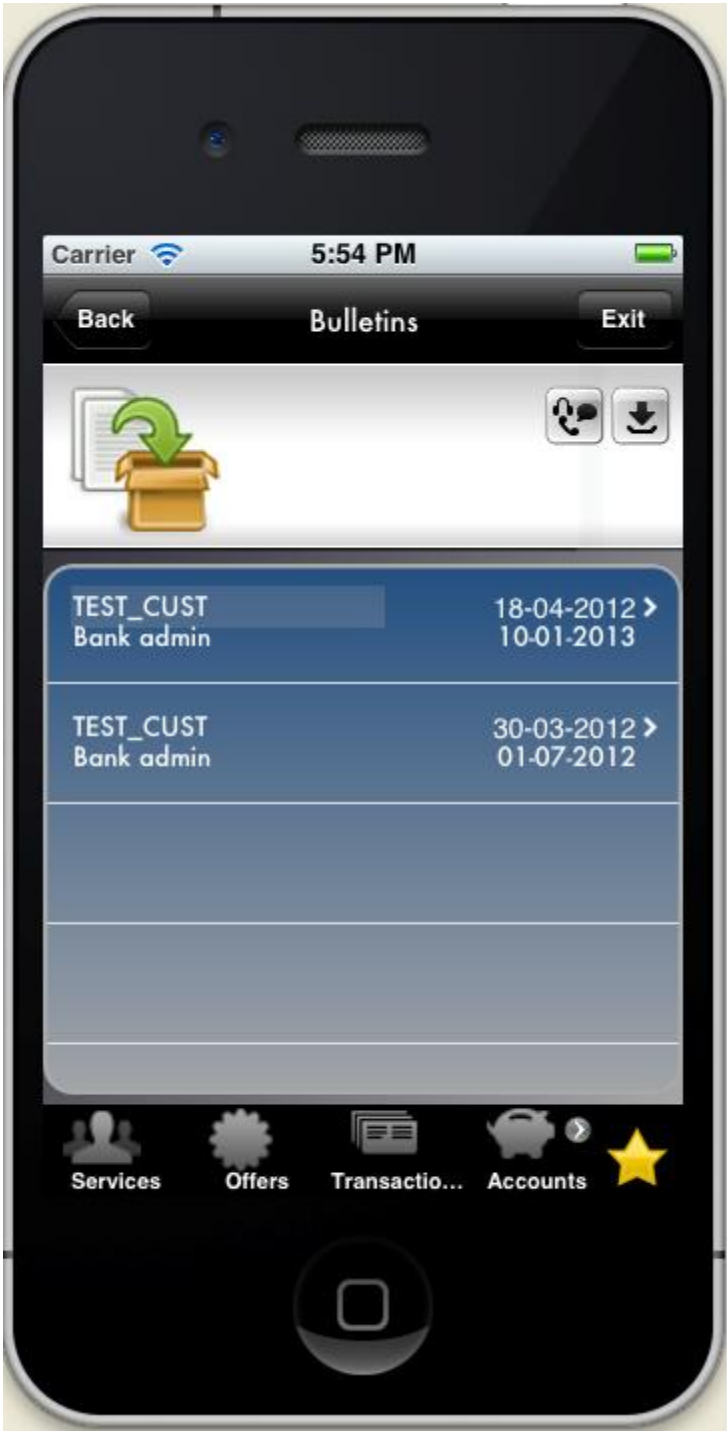 Carrier 5:54 PM
Back Bulletins Exit
TEST_CUST 18-04-2012
Bank admin 10-01-2013
TEST_CUST 30-03-2012
Bank admin 01-07-2012
Services Offers Transactio... Accounts